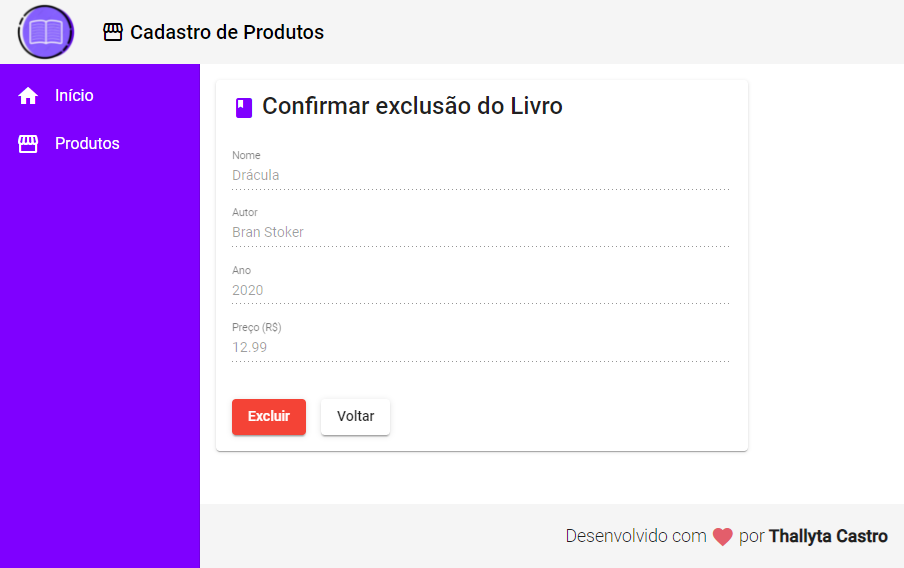 Cadastro de Produtos
Início
Produtos
Confirmar exclusão do Livro
Nome
Drácula
Autor
Bran Stoker
Ano
2020
Preço (R$)
12.99
Excluir
Voltar
Desenvolvido com por Thallyta Castro